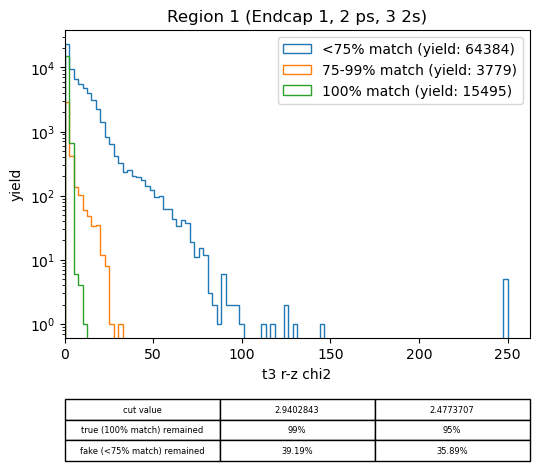 Region 1 (Endcap 1, 2 ps, 3 2s)
<75% match (yield: 64384)
75-99% match (yield: 3779)
100% match (yield: 15495)
yield
10^4
10^3
10^2
10^1
10^0
0 50 100 150 200 250
t3 r-z chi2
cut value 2.9402843 2.4773707
true (100% match) remained 99% 95%
fake (<75% match) remained 39.19% 35.89%